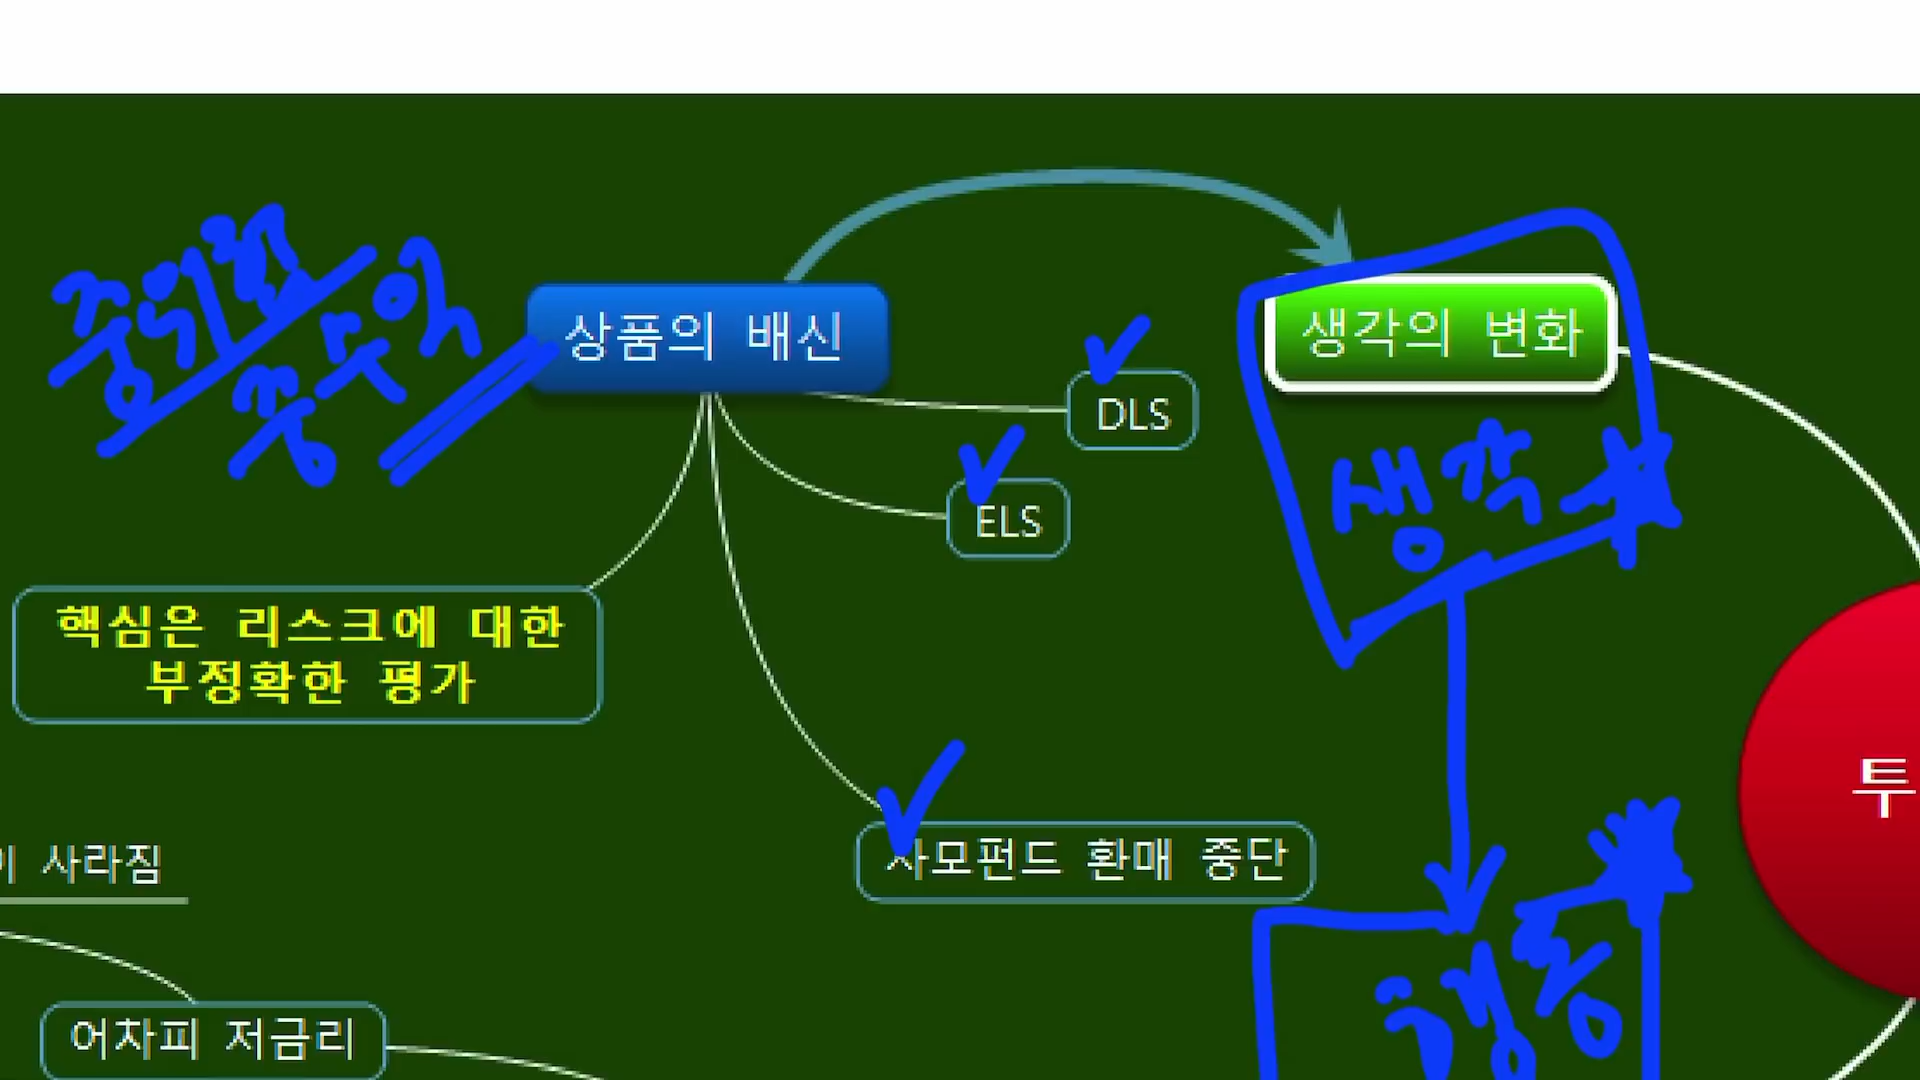 중위험
중수익
상품의 배신
생각의 변화
DLS
생각
ELS
핵심은 리스크에 대한
부정확한 평가
사모펀드 환매 중단
투
이 사라짐
행동
어차피 저금리